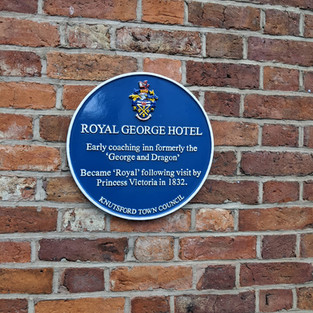 ROYAL GEORGE HOTEL
Early coaching inn formerly the
'George and Dragon'
Became 'Royal' following visit by
Princess Victoria in 1832.
KNUTSFORD TOWN COUNCIL